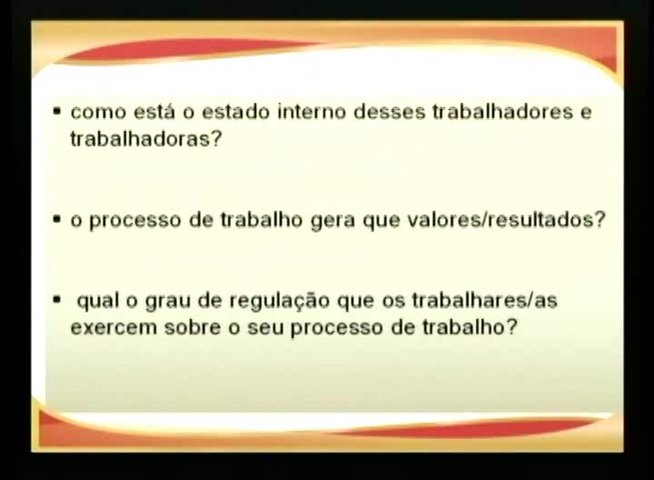 ▪ como está o estado interno desses trabalhadores e
trabalhadoras?
▪ o processo de trabalho gera que valores/resultados?
▪ qual o grau de regulação que os trabalhares/as
exercem sobre o seu processo de trabalho?